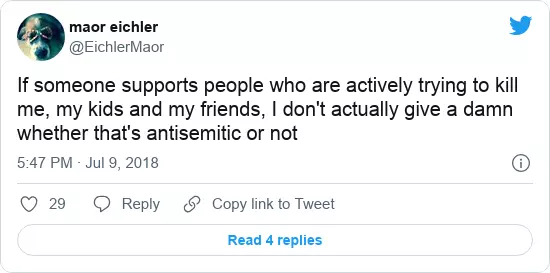 maor eichler
@EichlerMaor
If someone supports people who are actively trying to kill
me, my kids and my friends, I don't actually give a damn
whether that's antisemitic or not
5:47 PM · Jul 9, 2018
29 Reply Copy link to Tweet
Read 4 replies